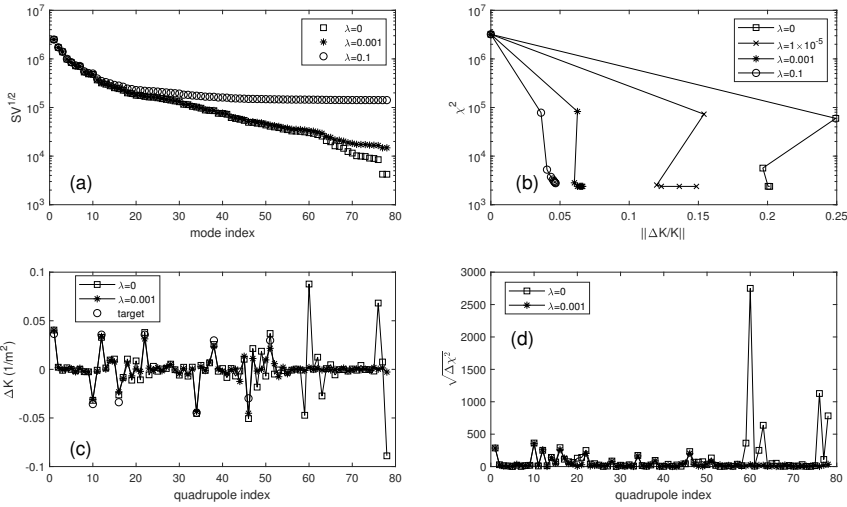 10^7
10^6
10^5
10^4
10^3
SV^1/2
0 10 20 30 40 50 60 70 80
mode index
(a)
λ=0
λ=0.001
λ=0.1
10^7
10^6
10^5
10^4
10^3
χ^2
0 0.05 0.1 0.15 0.2 0.25
||ΔK/K||
(b)
λ=0
λ=1×10^-5
λ=0.001
λ=0.1
0.1
0.05
0
-0.05
-0.1
ΔK (1/m^2)
0 10 20 30 40 50 60 70 80
quadrupole index
(c)
λ=0
λ=0.001
target
3000
2500
2000
1500
1000
500
0
√Δχ^2
0 10 20 30 40 50 60 70 80
quadrupole index
(d)
λ=0
λ=0.001